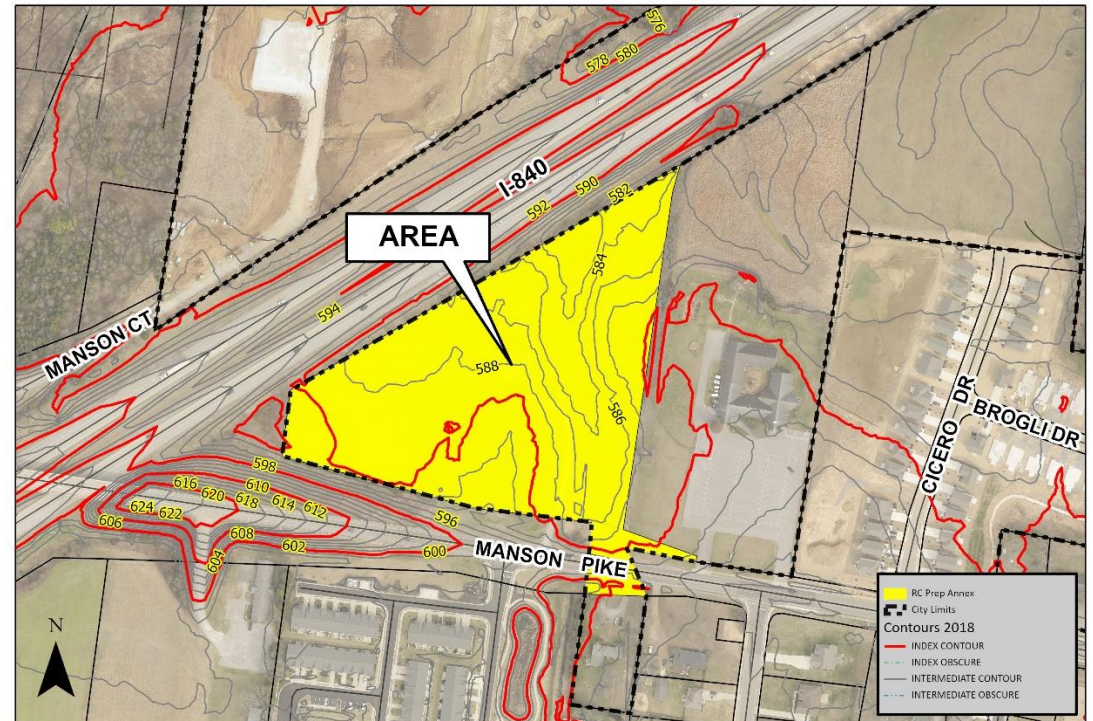 576
578
580
I-840
590
582
592
AREA
584
594
MANSON CT
588
586
CICERO DR
BROGLI DR
598
616
610
620
618
614
612
624
622
596
606
608
604
602
600
MANSON PIKE
N
RC Prep Annex
City Limits
Contours 2018
INDEX CONTOUR
INDEX OBSCURE
INTERMEDIATE CONTOUR
INTERMEDIATE OBSCURE